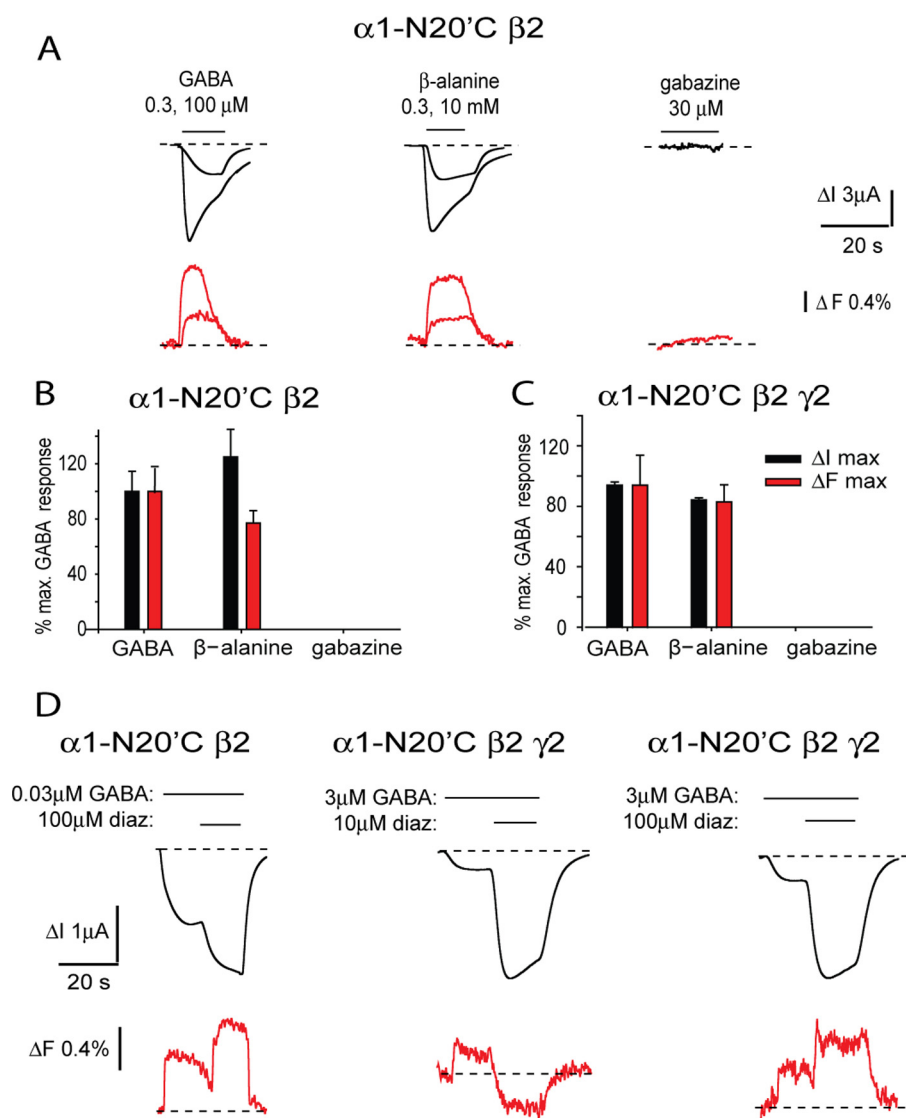 α1-N20'C β2
A
GABA
0.3, 100 μM
β-alanine
0.3, 10 mM
gabazine
30 μM
ΔI 3μA
20 s
ΔF 0.4%
B
α1-N20'C β2
% max. GABA response
120
80
40
0
GABA
β−alanine
gabazine
C
α1-N20'C β2 γ2
% max. GABA response
120
80
40
0
ΔI max
ΔF max
GABA
β−alanine
gabazine
D
α1-N20'C β2
0.03μM GABA:
100μM diaz:
α1-N20'C β2 γ2
3μM GABA:
10μM diaz:
α1-N20'C β2 γ2
3μM GABA:
100μM diaz:
ΔI 1μA
20 s
ΔF 0.4%